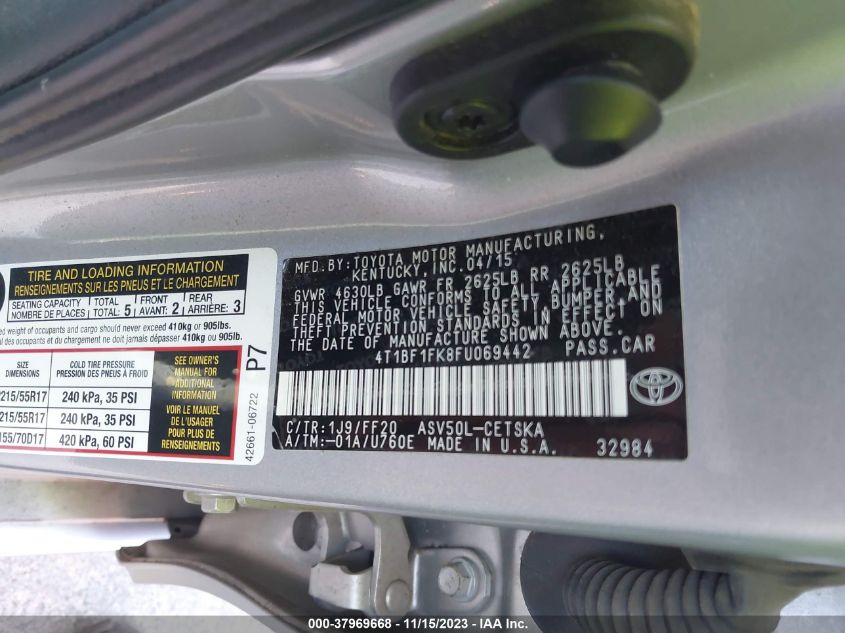 TIRE AND LOADING INFORMATION
RENSEIGNEMENTS SUR LES PNEUS ET LE CHARGEMENT
SEATING CAPACITY TOTAL 5 FRONT 2 REAR 3
NOMBRE DE PLACES TOTAL: 5 AVANT: 2 ARRIÈRE: 3
weight of occupants and cargo should never exceed 410kg or 905lbs.
du chargement ne doit jamais dépasser 410kg or 905lbs.
SIZE COLD TIRE PRESSURE
DIMENSIONS PRESSION DES PNEUS À FROID
215/55R17 240 kPa, 35 PSI
215/55R17 240 kPa, 35 PSI
155/70D17 420 kPa, 60 PSI
SEE OWNER'S
MANUAL FOR
ADDITIONAL
INFORMATION
VOIR LE MANUEL
DE L'USAGER
POUR PLUS DE
RENSEIGNEMENTS
42661-06722 P7
MFD.BY:TOYOTA MOTOR MANUFACTURING,
KENTUCKY,INC.04/15
GVWR 4630LB GAWR FR 2625LB RR 2625LB
THIS VEHICLE CONFORMS TO ALL APPLICABLE
FEDERAL MOTOR VEHICLE SAFETY,BUMPER,AND
THEFT PREVENTION STANDARDS IN EFFECT ON
THE DATE OF MANUFACTURE SHOWN ABOVE.
4T1BF1FK8FU069442 PASS.CAR
C/TR:1J9/FF20 ASV50L-CETSKA
A/TM:-01A/U760E MADE IN U.S.A. 32984
000-37969668 - 11/15/2023 - IAA Inc.